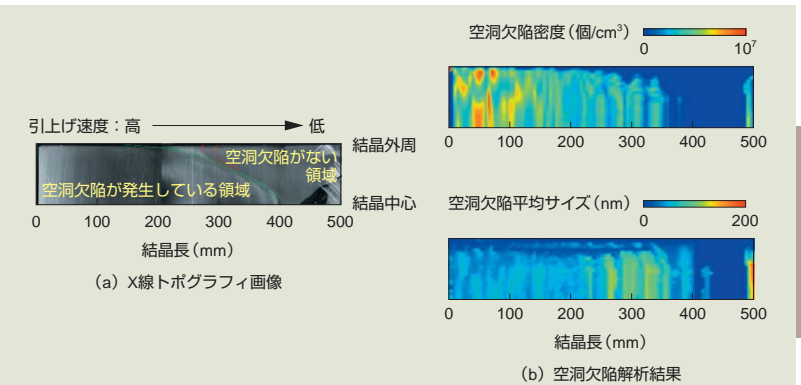 引上げ速度：高 低
結晶外周
空洞欠陥がない
領域
空洞欠陥が発生している領域
結晶中心
0 100 200 300 400 500
結晶長（mm）
（a）X線トポグラフィ画像
空洞欠陥密度（個/cm³）
0 10⁷
0 100 200 300 400 500
空洞欠陥平均サイズ（nm）
0 200
0 100 200 300 400 500
結晶長（mm）
（b）空洞欠陥解析結果